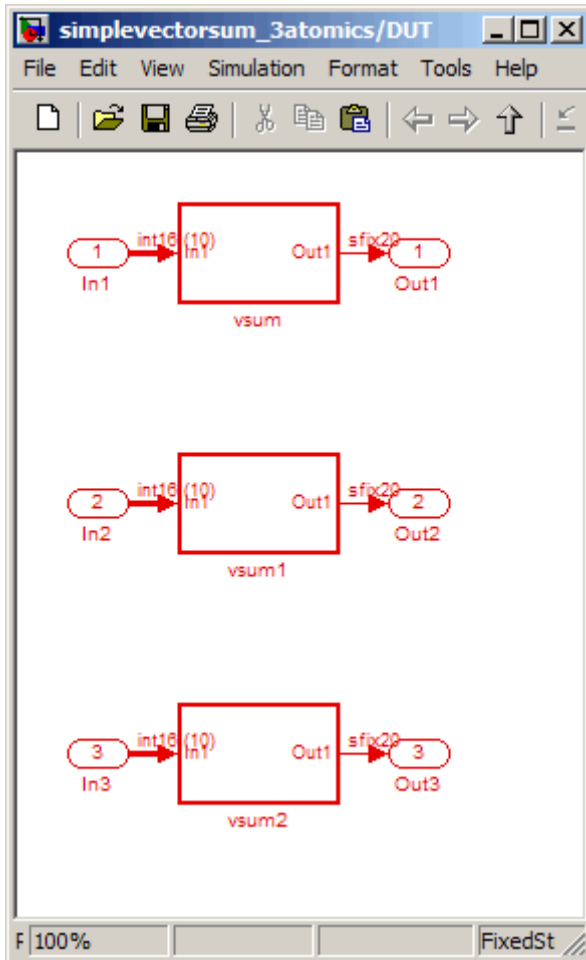 simplevectorsum_3atomics/DUT
File Edit View Simulation Format Tools Help
int16 (10) sfix20
1 In1 Out1 1
In1 Out1
vsum
int16 (10) sfix20
2 In1 Out1 2
In2 Out2
vsum1
int16 (10) sfix20
3 In1 Out1 3
In3 Out3
vsum2
F 100% FixedSt